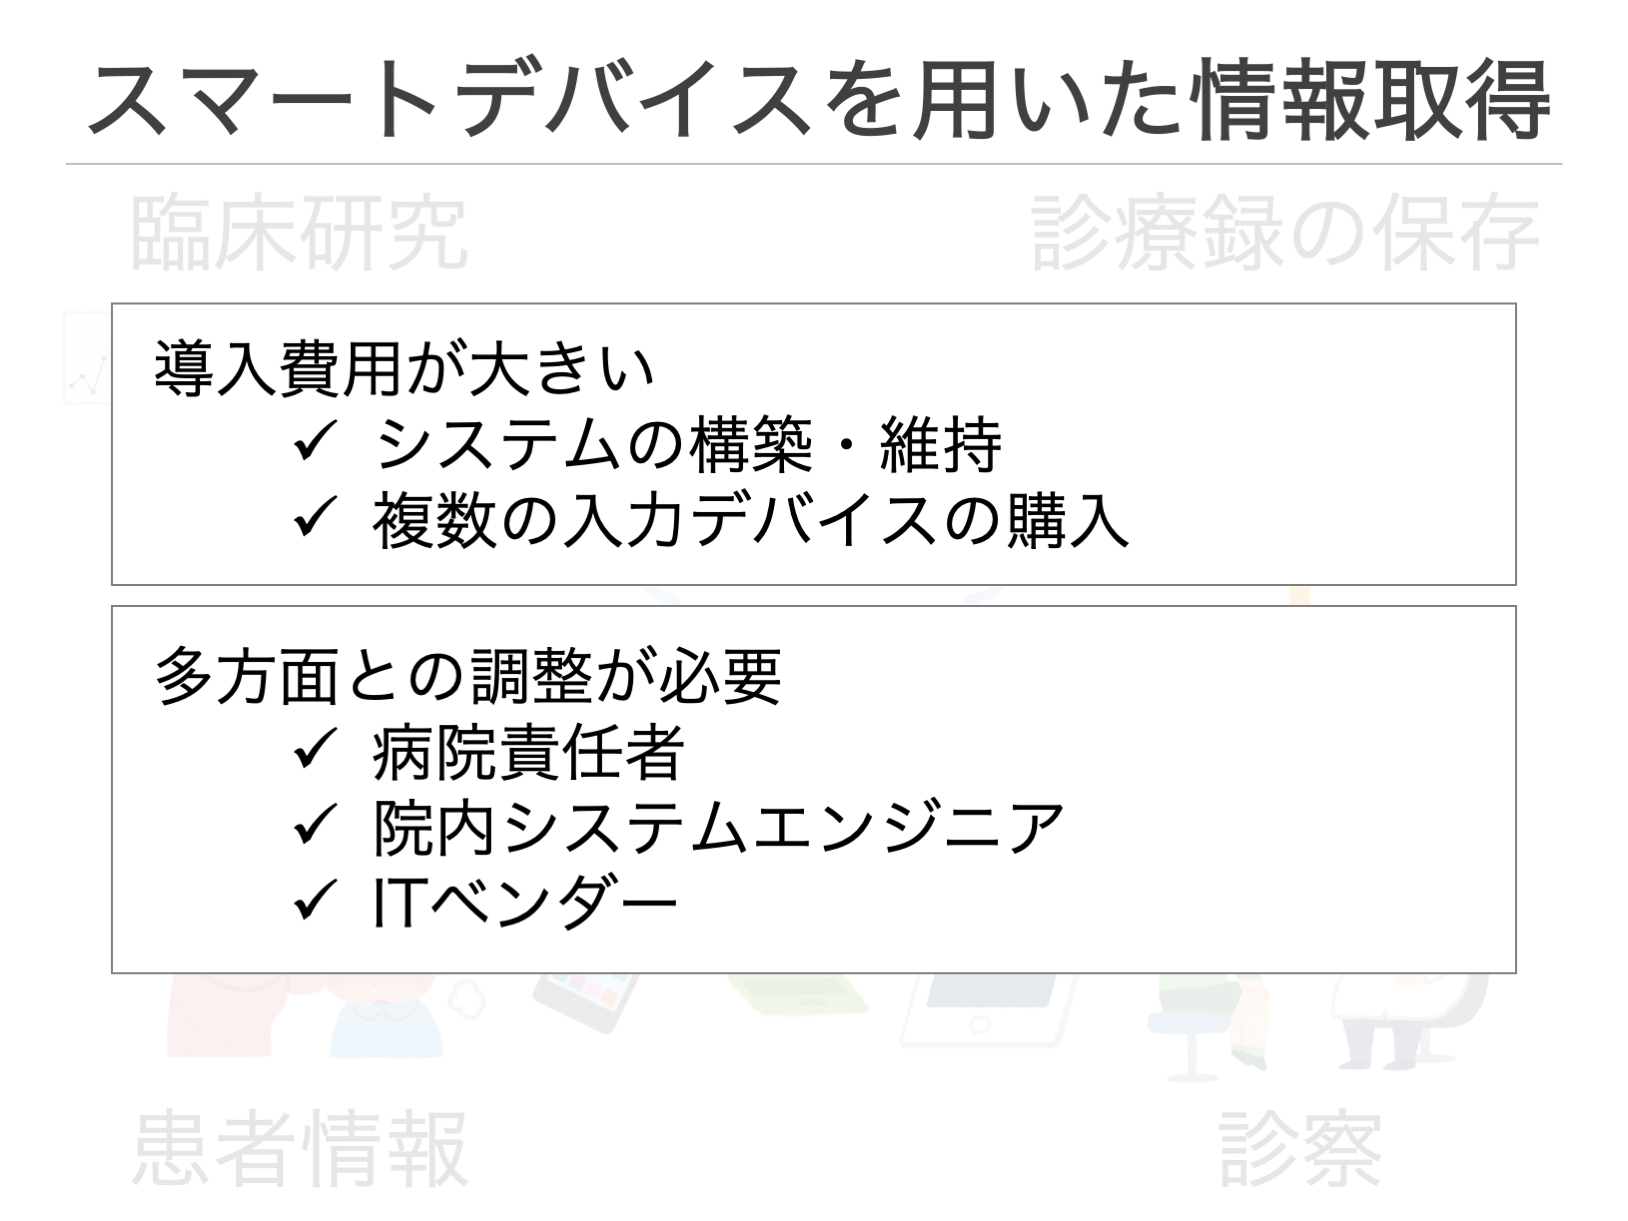 スマートデバイスを用いた情報取得
臨床研究
診療録の保存
導入費用が大きい
✓ システムの構築・維持
✓ 複数の入力デバイスの購入
多方面との調整が必要
✓ 病院責任者
✓ 院内システムエンジニア
✓ ITベンダー
患者情報
診察